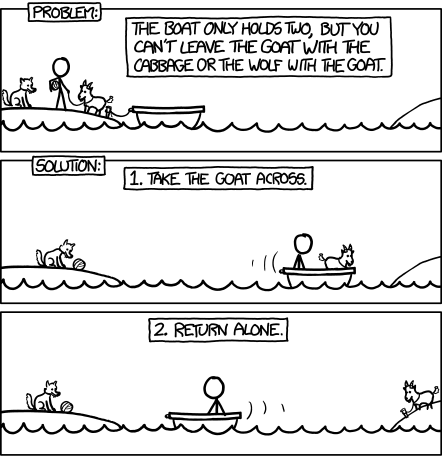 PROBLEM:
THE BOAT ONLY HOLDS TWO, BUT YOU
CAN'T LEAVE THE GOAT WITH THE
CABBAGE OR THE WOLF WITH THE GOAT.
SOLUTION:
1. TAKE THE GOAT ACROSS.
2. RETURN ALONE.